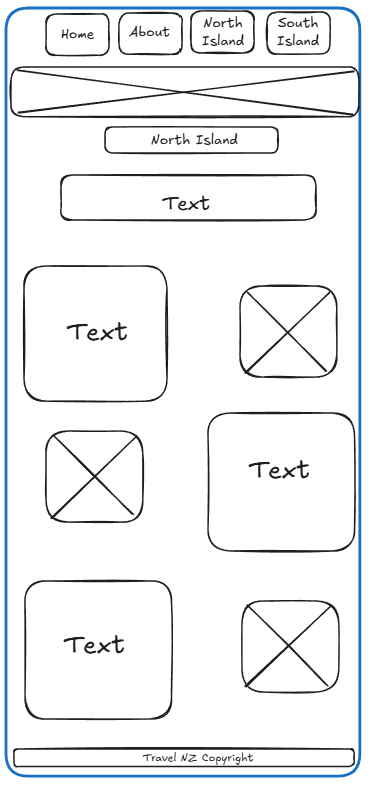 Home
About
North
Island
South
Island
North Island
Text
Text
Text
Text
Travel NZ Copyright